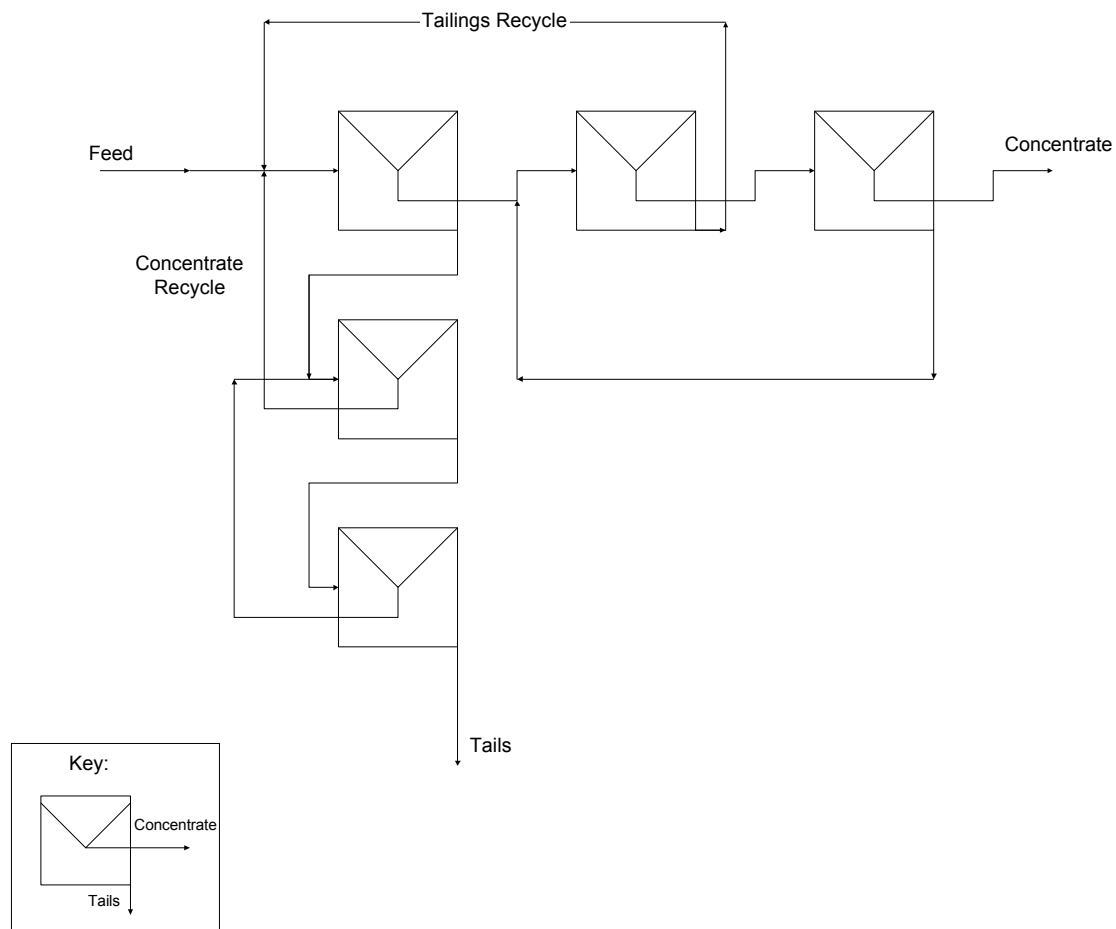 Tailings Recycle
Feed
Concentrate
Concentrate
Recycle
Tails
Key:
Concentrate
Tails